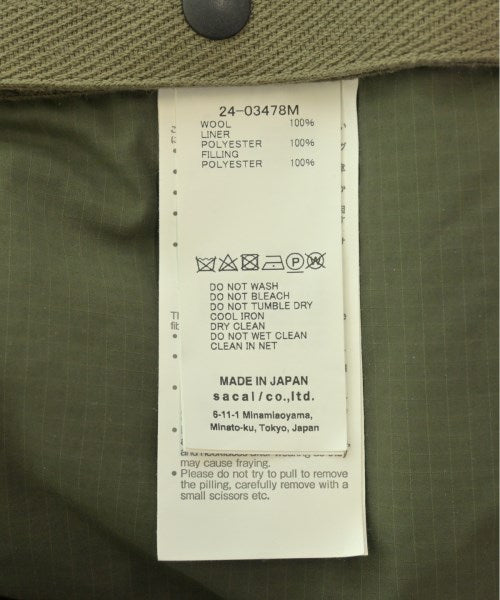 24-03478M
WOOL 100%
LINER
POLYESTER 100%
FILLING
POLYESTER 100%
P W
DO NOT WASH
DO NOT BLEACH
DO NOT TUMBLE DRY
COOL IRON
DRY CLEAN
DO NOT WET CLEAN
CLEAN IN NET
MADE IN JAPAN
sacai/co.,ltd.
6-11-1 Minamiaoyama,
Minato-ku, Tokyo, Japan
may cause fraying.
• Please do not try to pull to remove
the pilling, carefully remove with a
small scissors etc.